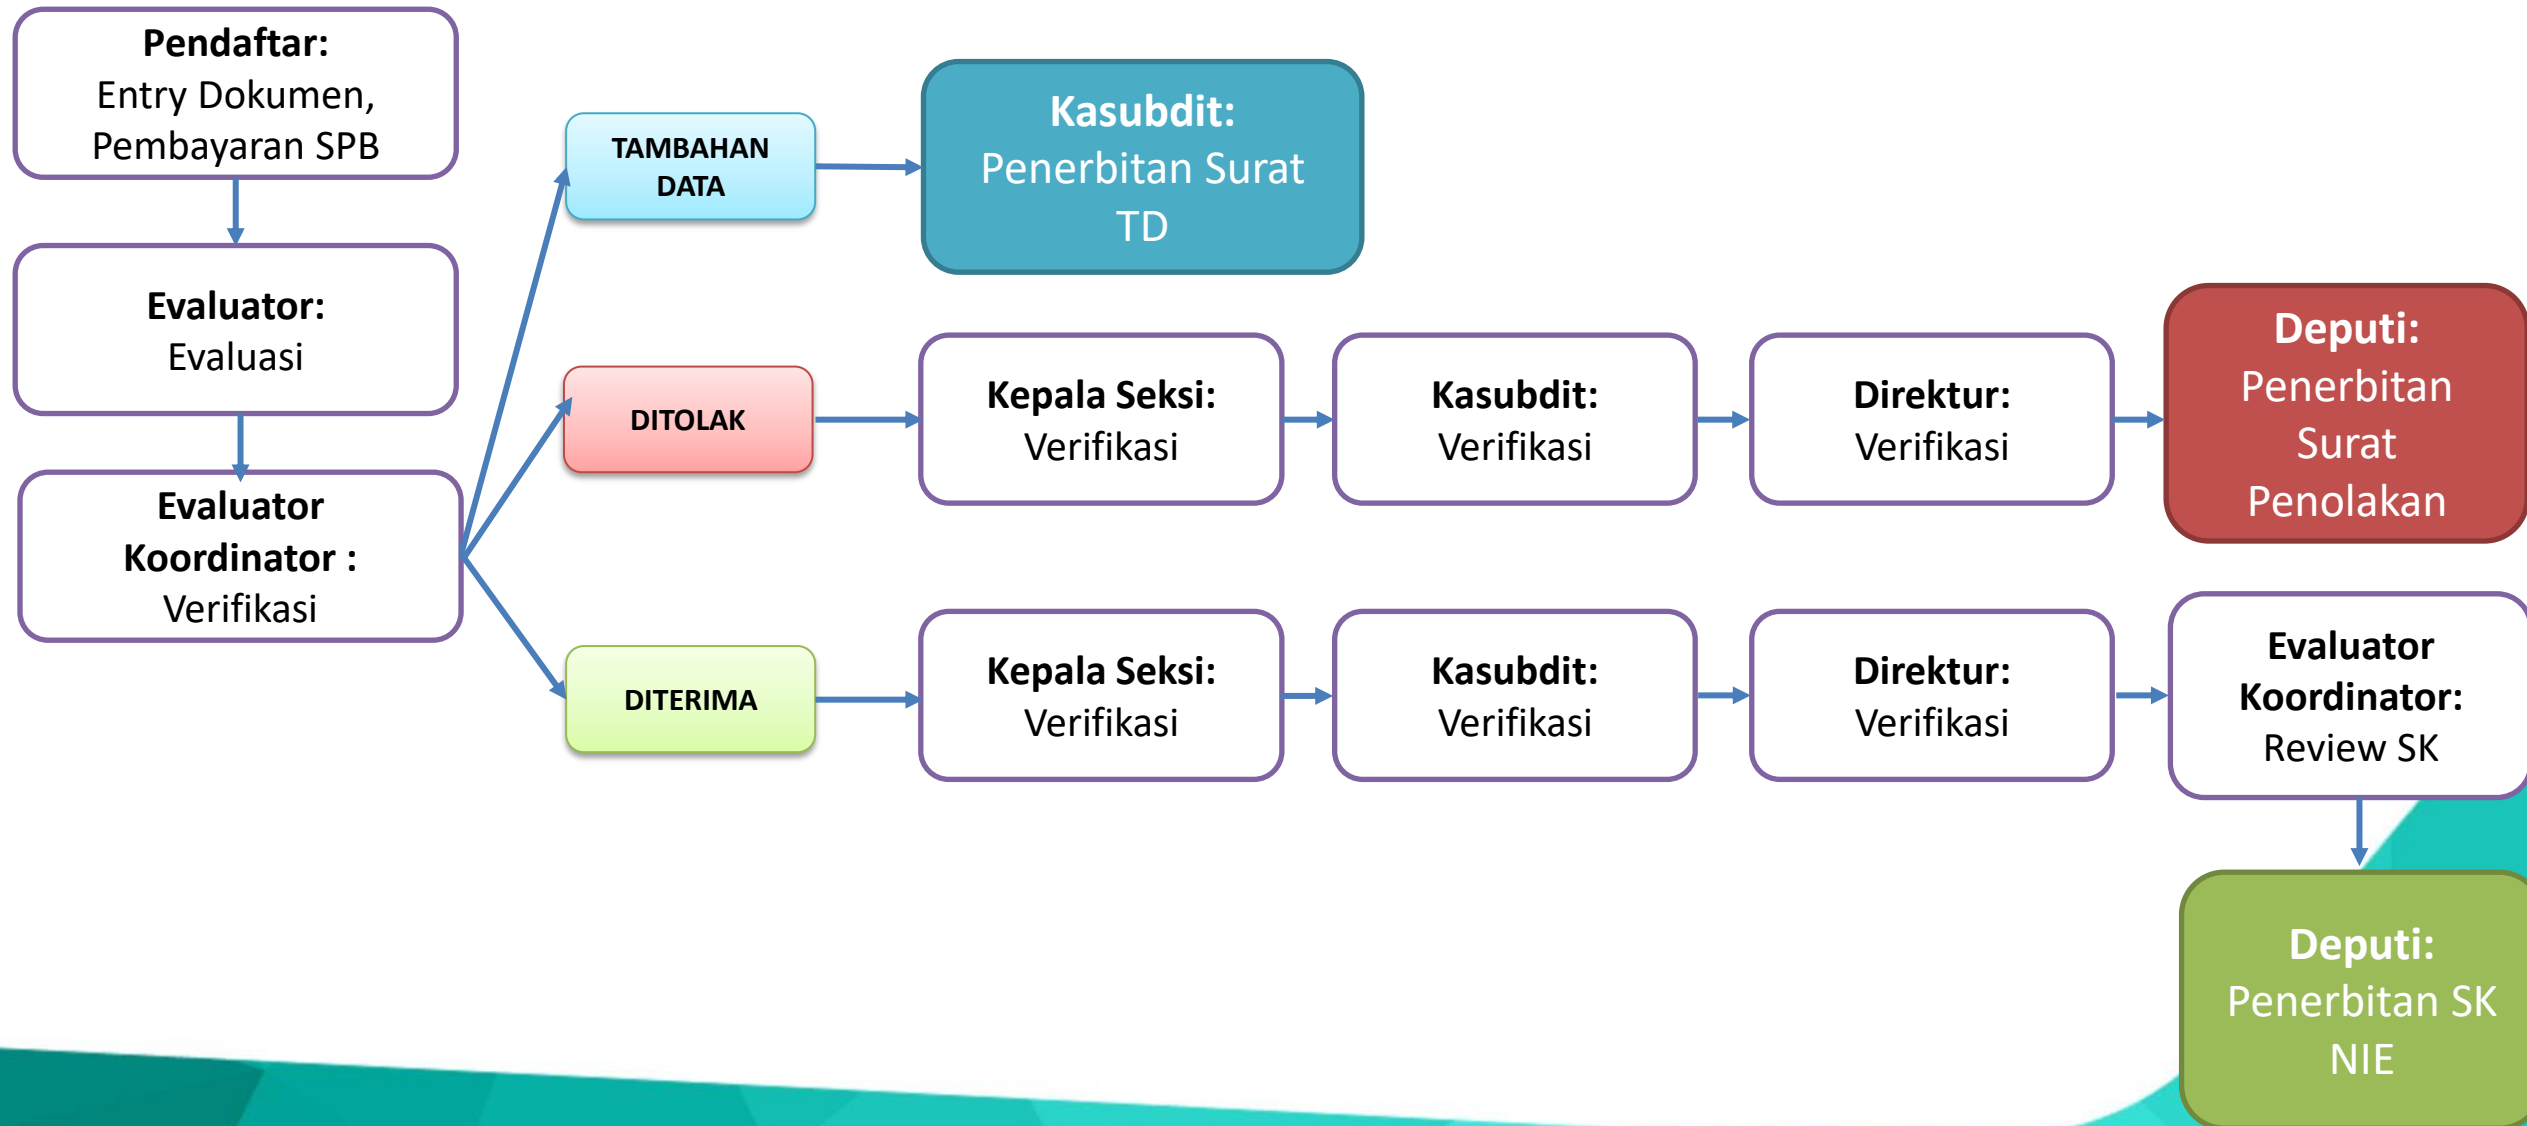 Pendaftar:
Entry Dokumen,
Pembayaran SPB
Evaluator:
Evaluasi
Evaluator
Koordinator :
Verifikasi
TAMBAHAN
DATA
Kasubdit:
Penerbitan Surat
TD
DITOLAK
Kepala Seksi:
Verifikasi
Kasubdit:
Verifikasi
Direktur:
Verifikasi
Deputi:
Penerbitan
Surat
Penolakan
DITERIMA
Kepala Seksi:
Verifikasi
Kasubdit:
Verifikasi
Direktur:
Verifikasi
Evaluator
Koordinator:
Review SK
Deputi:
Penerbitan SK
NIE